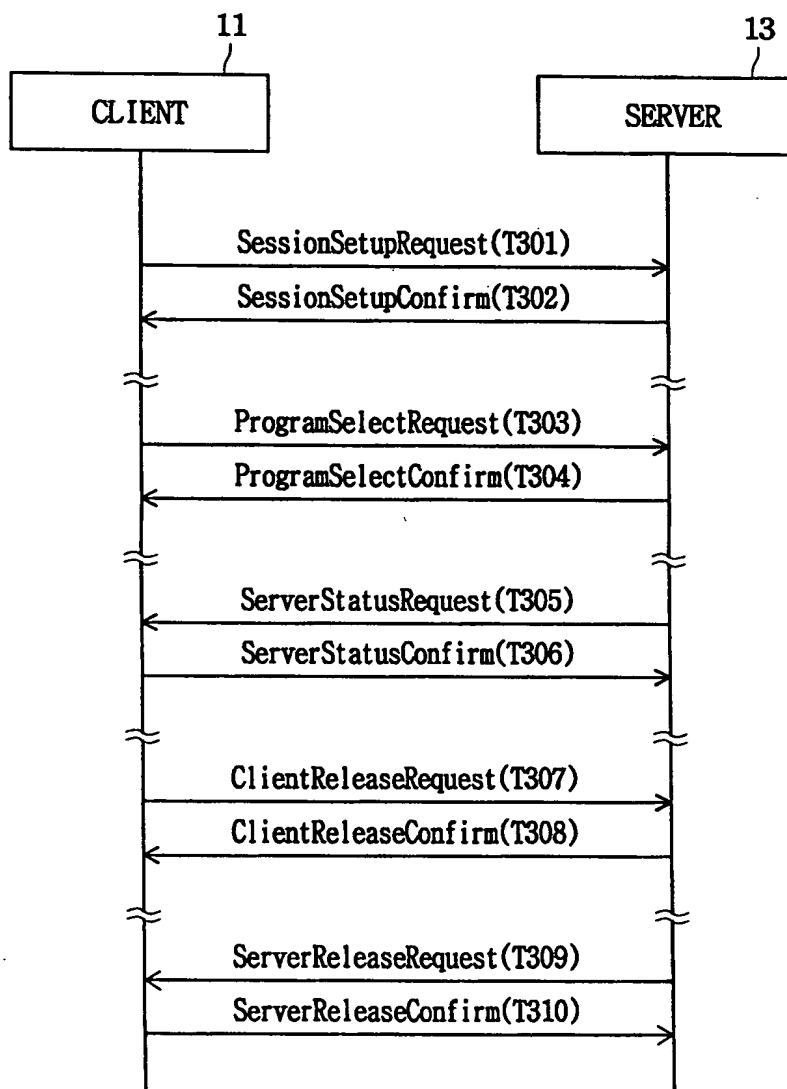 11
13
CLIENT
SERVER
SessionSetupRequest(T301)
SessionSetupConfirm(T302)
ProgramSelectRequest(T303)
ProgramSelectConfirm(T304)
ServerStatusRequest(T305)
ServerStatusConfirm(T306)
ClientReleaseRequest(T307)
ClientReleaseConfirm(T308)
ServerReleaseRequest(T309)
ServerReleaseConfirm(T310)